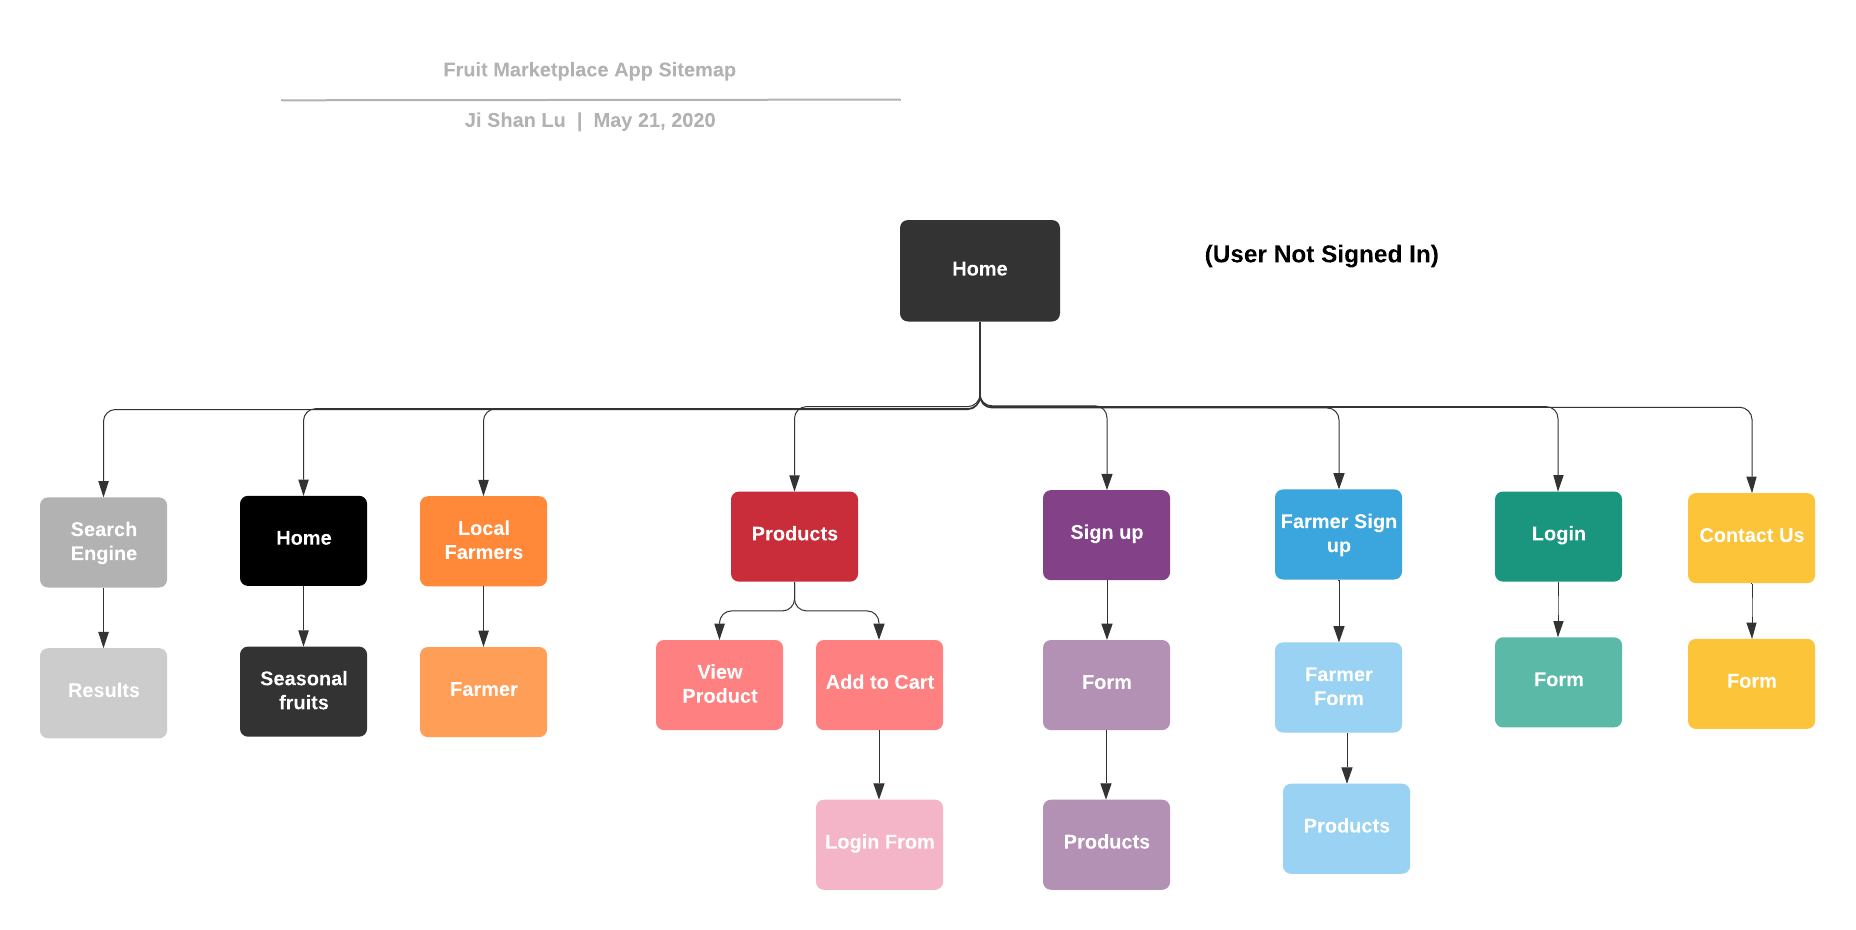 Fruit Marketplace App Sitemap
Ji Shan Lu | May 21, 2020
Home
(User Not Signed In)
Search
Engine
Home
Local
Farmers
Products
Sign up
Farmer Sign
up
Login
Contact Us
Results
Seasonal
fruits
Farmer
View
Product
Add to Cart
Form
Farmer
Form
Form
Form
Login From
Products
Products